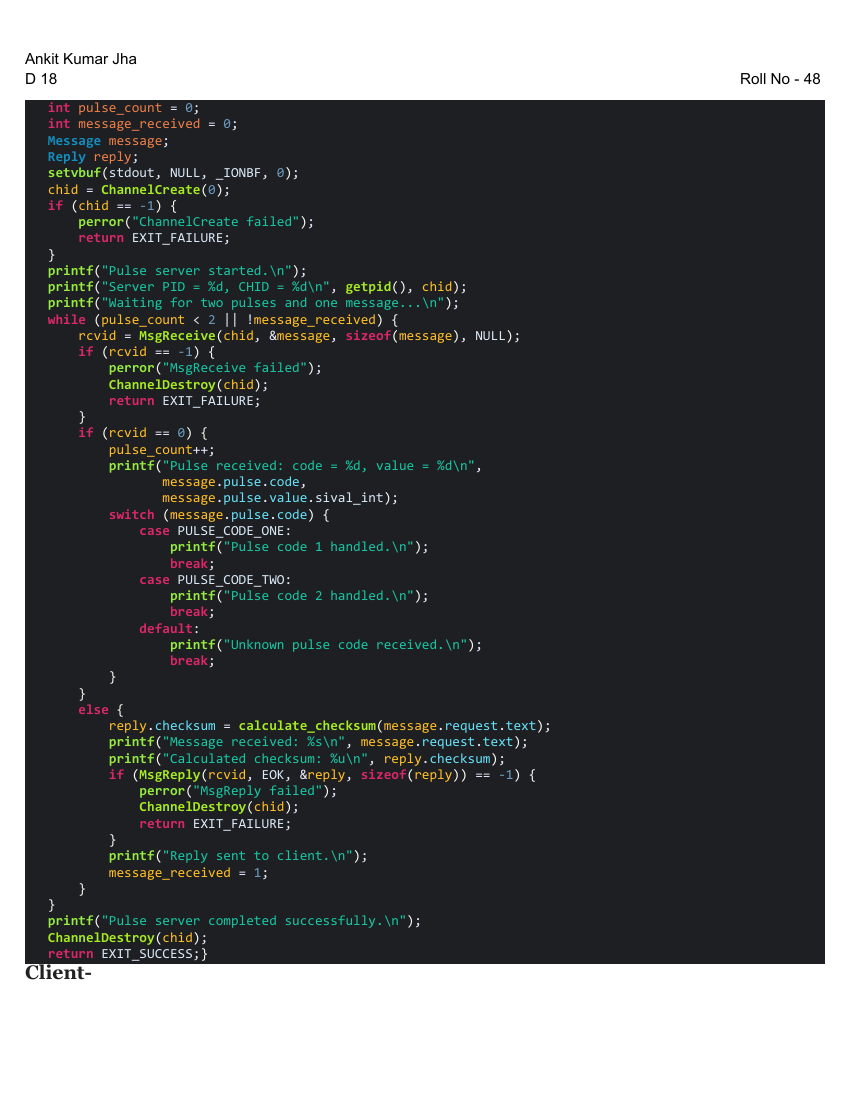 Ankit Kumar Jha
D 18
Roll No - 48
int pulse_count = 0;
int message_received = 0;
Message message;
Reply reply;
setvbuf(stdout, NULL, _IONBF, 0);
chid = ChannelCreate(0);
if (chid == -1) {
    perror("ChannelCreate failed");
    return EXIT_FAILURE;
}
printf("Pulse server started.\n");
printf("Server PID = %d, CHID = %d\n", getpid(), chid);
printf("Waiting for two pulses and one message...\n");
while (pulse_count < 2 || !message_received) {
    rcvid = MsgReceive(chid, &message, sizeof(message), NULL);
    if (rcvid == -1) {
        perror("MsgReceive failed");
        ChannelDestroy(chid);
        return EXIT_FAILURE;
    }
    if (rcvid == 0) {
        pulse_count++;
        printf("Pulse received: code = %d, value = %d\n",
               message.pulse.code,
               message.pulse.value.sival_int);
        switch (message.pulse.code) {
            case PULSE_CODE_ONE:
                printf("Pulse code 1 handled.\n");
                break;
            case PULSE_CODE_TWO:
                printf("Pulse code 2 handled.\n");
                break;
            default:
                printf("Unknown pulse code received.\n");
                break;
        }
    }
    else {
        reply.checksum = calculate_checksum(message.request.text);
        printf("Message received: %s\n", message.request.text);
        printf("Calculated checksum: %u\n", reply.checksum);
        if (MsgReply(rcvid, EOK, &reply, sizeof(reply)) == -1) {
            perror("MsgReply failed");
            ChannelDestroy(chid);
            return EXIT_FAILURE;
        }
        printf("Reply sent to client.\n");
        message_received = 1;
    }
}
printf("Pulse server completed successfully.\n");
ChannelDestroy(chid);
return EXIT_SUCCESS;}
Client-